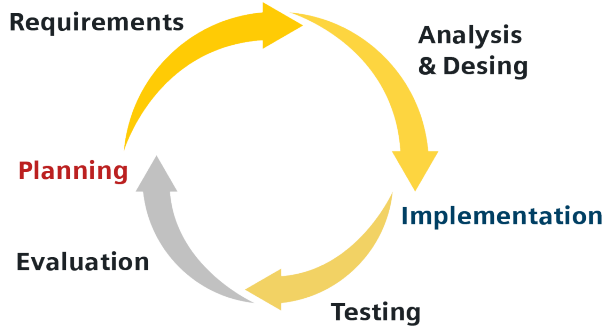 Requirements
Analysis
& Desing
Planning
Implementation
Evaluation
Testing